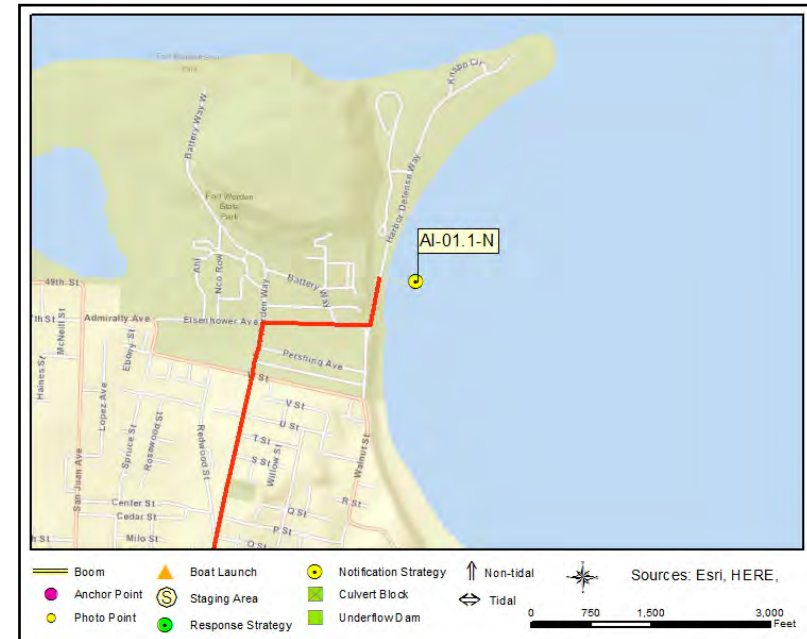 Knapp Cir
Battery Way W
Harbor Defense Way
Fort Worden
State
Park
AI-01.1-N
Ahl
Nco Row
Battery Way
49th St
Admiralty Ave
Eisenhower Ave
McNeill St
Ebony St
Pershing Ave
Haines St
Lopez Ave
V St
U St
Spruce St
Rosewood St
Redwood St
T St
Willow St
Walnut St
S St
San Juan Ave
R St
Center St
Q St
Cedar St
P St
Milo St
Boom
Boat Launch
Notification Strategy
Non-tidal
Sources: Esri, HERE,
Anchor Point
S Staging Area
Culvert Block
Tidal
Photo Point
Response Strategy
Underflow Dam
0 750 1,500 3,000
Feet